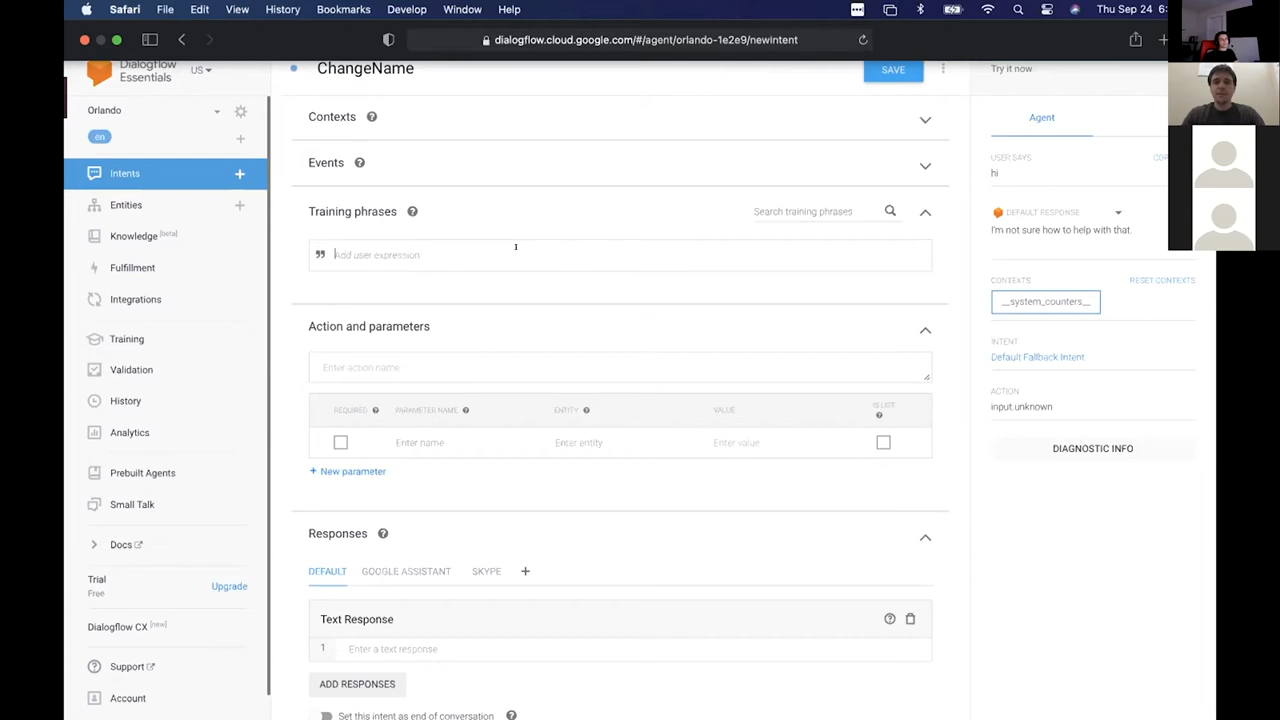 Safari File Edit View History Bookmarks Develop Window Help Thu Sep 24 6:
dialogflow.cloud.google.com/#/agent/orlando-1e2e9/newintent
Dialogflow
Essentials
US
ChangeName
SAVE
Try it now
Orlando
en
Intents
Entities
Knowledge [beta]
Fulfillment
Integrations
Training
Validation
History
Analytics
Prebuilt Agents
Small Talk
Docs
Trial
Free
Upgrade
Dialogflow CX [new]
Support
Account
Contexts
Events
Training phrases
Search training phrases
Add user expression
Action and parameters
Enter action name
REQUIRED PARAMETER NAME ENTITY VALUE IS LIST
Enter name Enter entity Enter value
+ New parameter
Responses
DEFAULT GOOGLE ASSISTANT SKYPE +
Text Response
1 Enter a text response
ADD RESPONSES
Set this intent as end of conversation
Agent
USER SAYS
hi
DEFAULT RESPONSE
I'm not sure how to help with that.
CONTEXTS RESET CONTEXTS
__system_counters__
INTENT
Default Fallback Intent
ACTION
input.unknown
DIAGNOSTIC INFO